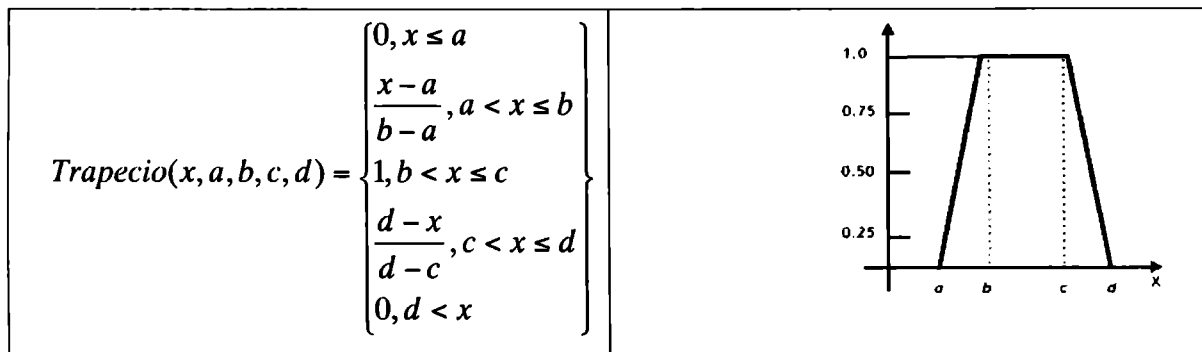 0, x ≤ a
x − a
b − a
, a < x ≤ b
Trapecio(x, a, b, c, d) =
1, b < x ≤ c
d − x
d − c
, c < x ≤ d
0, d < x
1.0
0.75
0.50
0.25
a b c d
X